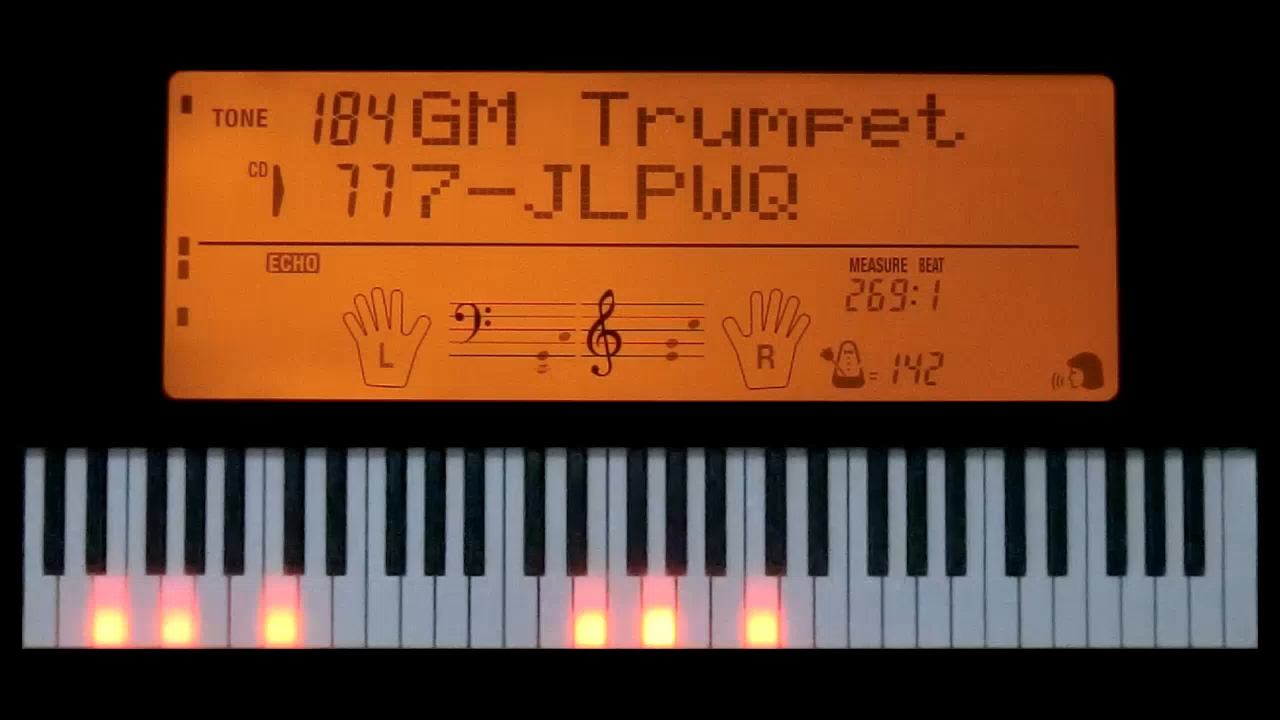 TONE 184 GM Trumpet
CD 777-JLPWQ
ECHO
MEASURE BEAT
269:1
L
R
= 142